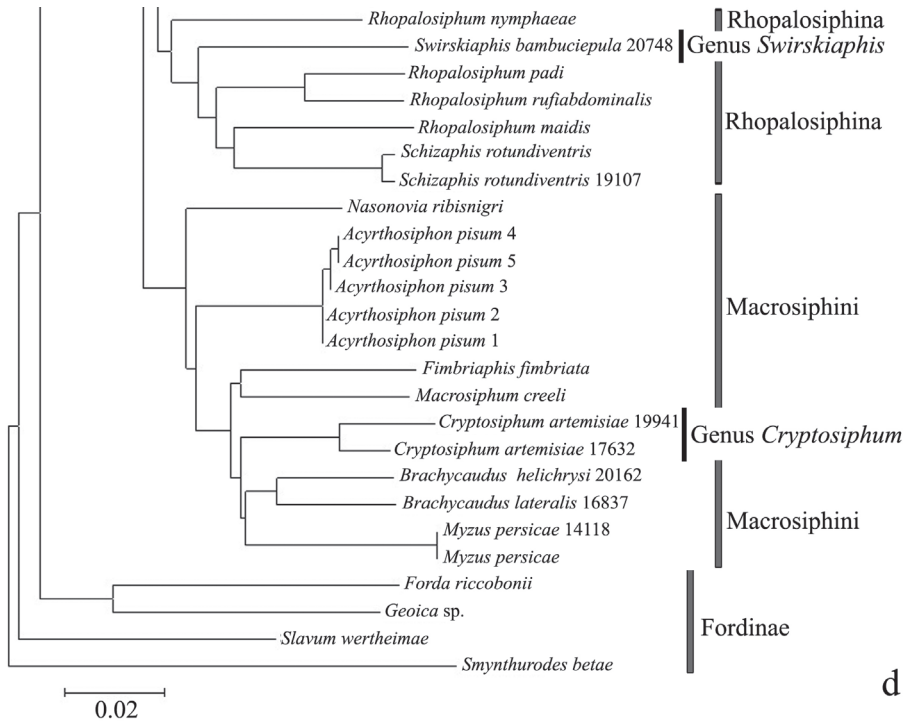 Rhopalosiphum nymphaeae
Rhopalosiphina
Swirskiaphis bambuciepula 20748
Genus Swirskiaphis
Rhopalosiphum padi
Rhopalosiphum rufiabdominalis
Rhopalosiphina
Rhopalosiphum maidis
Schizaphis rotundiventris
Schizaphis rotundiventris 19107
Nasonovia ribisnigri
Acyrthosiphon pisum 4
Acyrthosiphon pisum 5
Acyrthosiphon pisum 3
Macrosiphini
Acyrthosiphon pisum 2
Acyrthosiphon pisum 1
Fimbriaphis fimbriata
Macrosiphum creeli
Cryptosiphum artemisiae 19941
Genus Cryptosiphum
Cryptosiphum artemisiae 17632
Brachycaudus helichrysi 20162
Brachycaudus lateralis 16837
Macrosiphini
Myzus persicae 14118
Myzus persicae
Forda riccobonii
Geoica sp.
Fordinae
Slavum wertheimae
Smynthurodes betae
d
0.02